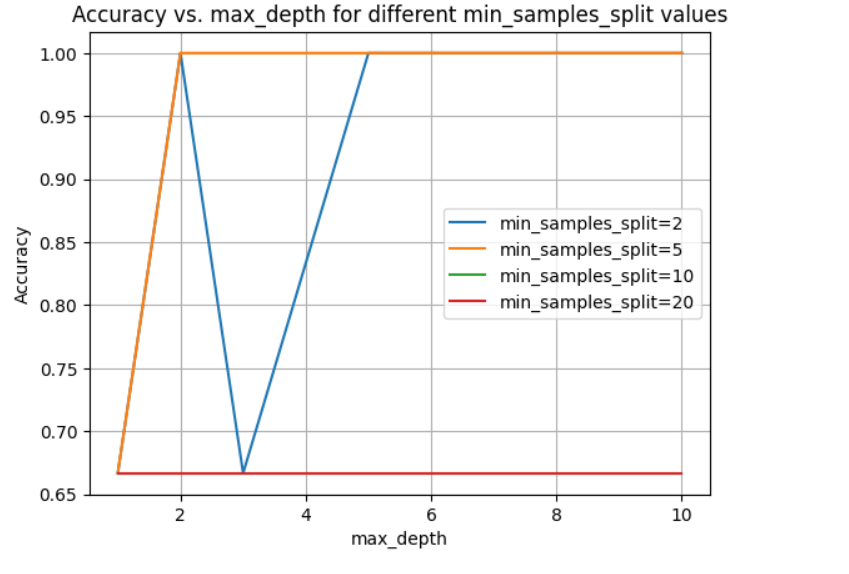 Accuracy vs. max_depth for different min_samples_split values
1.00
0.95
0.90
0.85
0.80
0.75
0.70
0.65
Accuracy
min_samples_split=2
min_samples_split=5
min_samples_split=10
min_samples_split=20
2 4 6 8 10
max_depth